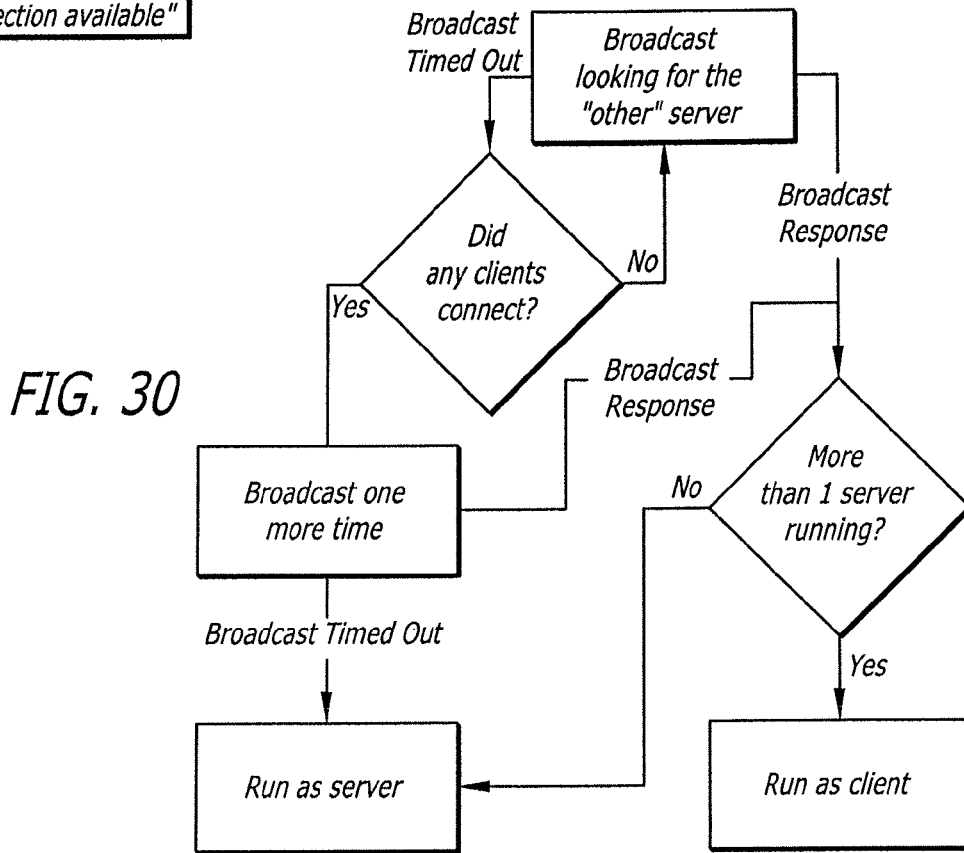 ection available"
Broadcast
Timed Out
Broadcast
looking for the
"other" server
Broadcast
Response
Did
any clients
connect?
No
Yes
FIG. 30
Broadcast
Response
Broadcast one
more time
No
More
than 1 server
running?
Broadcast Timed Out
Yes
Run as server
Run as client